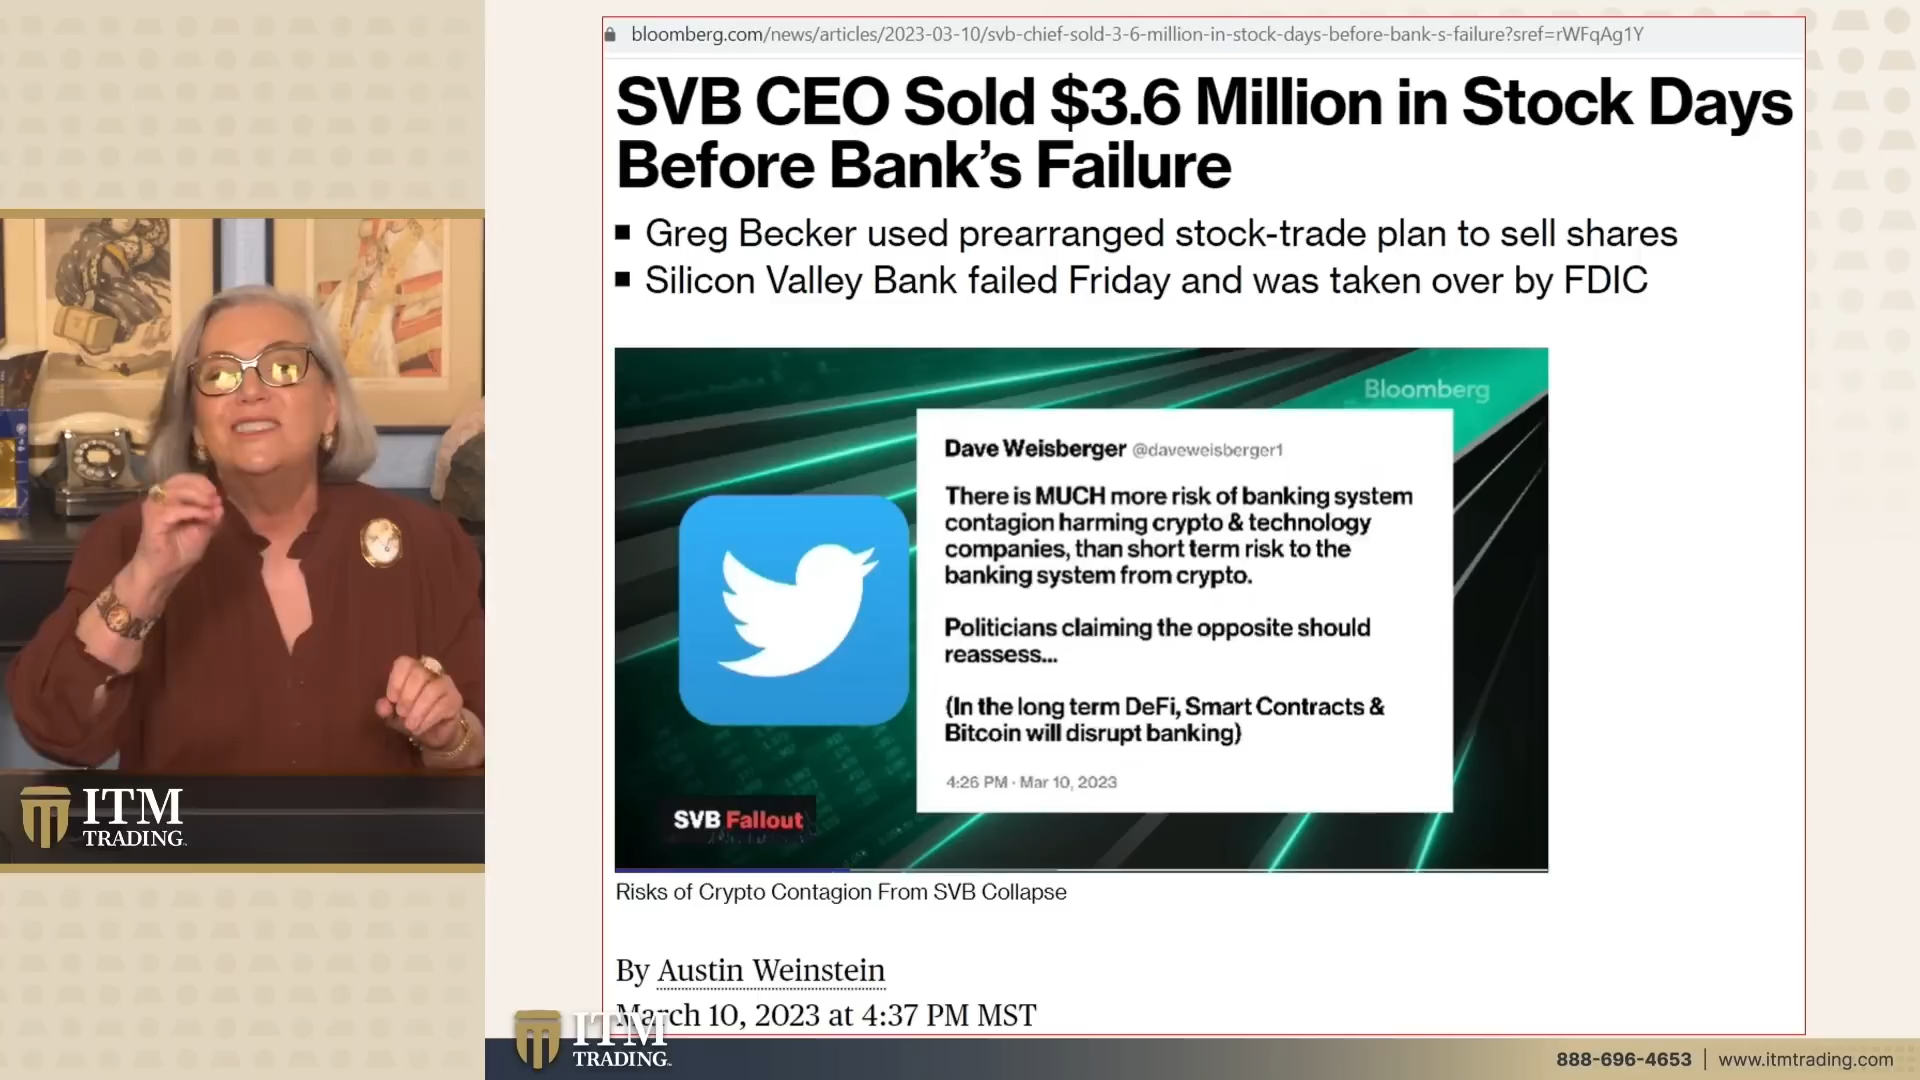 bloomberg.com/news/articles/2023-03-10/svb-chief-sold-3-6-million-in-stock-days-before-bank-s-failure?sref=rWFqAg1Y
SVB CEO Sold $3.6 Million in Stock Days
Before Bank's Failure
■ Greg Becker used prearranged stock-trade plan to sell shares
■ Silicon Valley Bank failed Friday and was taken over by FDIC
Bloomberg
Dave Weisberger @daveweisberger1
There is MUCH more risk of banking system
contagion harming crypto & technology
companies, than short term risk to the
banking system from crypto.
Politicians claiming the opposite should
reassess...
(In the long term DeFi, Smart Contracts &
Bitcoin will disrupt banking)
4:26 PM · Mar 10, 2023
SVB Fallout
Risks of Crypto Contagion From SVB Collapse
By Austin Weinstein
March 10, 2023 at 4:37 PM MST
ITM
TRADING
ITM
TRADING
888-696-4653 | www.itmtrading.com